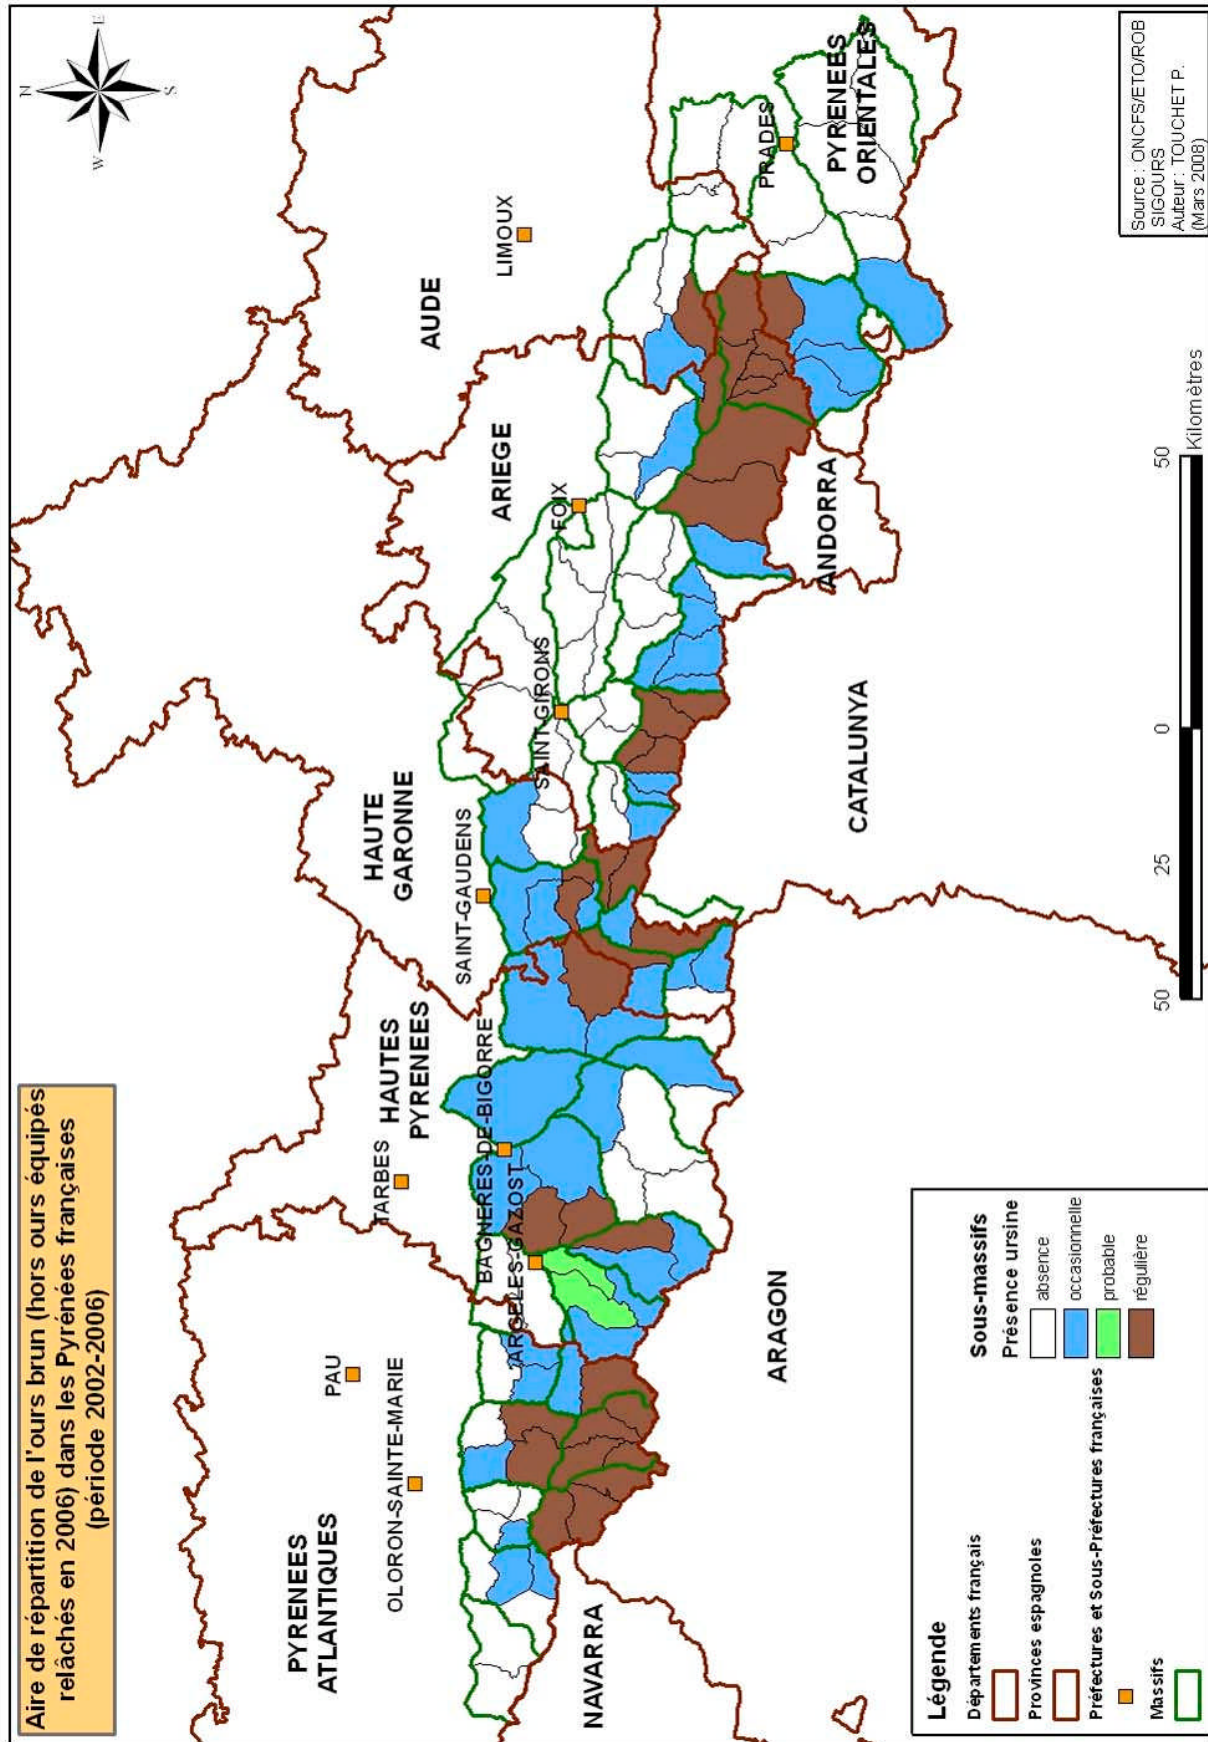 Aire de répartition de l'ours brun (hors ours équipés
relâchés en 2006) dans les Pyrénées françaises
(période 2002-2006)
N
W
E
S
PYRENEES
ATLANTIQUES
PAU
OLORON-SAINTE-MARIE
TARBES
HAUTES
PYRENEES
BAGNERES-DE-BIGORRE
ARGELES-GAZOST
HAUTE
GARONNE
SAINT-GAUDENS
SAINT-GIRONS
ARIEGE
FOIX
AUDE
LIMOUX
PRADES
PYRENEES
ORIENTALES
NAVARRA
ARAGON
CATALUNYA
ANDORRA
Légende
Départements français
Provinces espagnoles
Préfectures et Sous-Préfectures françaises
Massifs
Sous-massifs
Présence ursine
absence
occasionnelle
probable
régulière
50
25
0
50
Kilomètres
Source : ONCFS/ETO/ROB
SIGOURS
Auteur : TOUCHET P.
(Mars 2008)